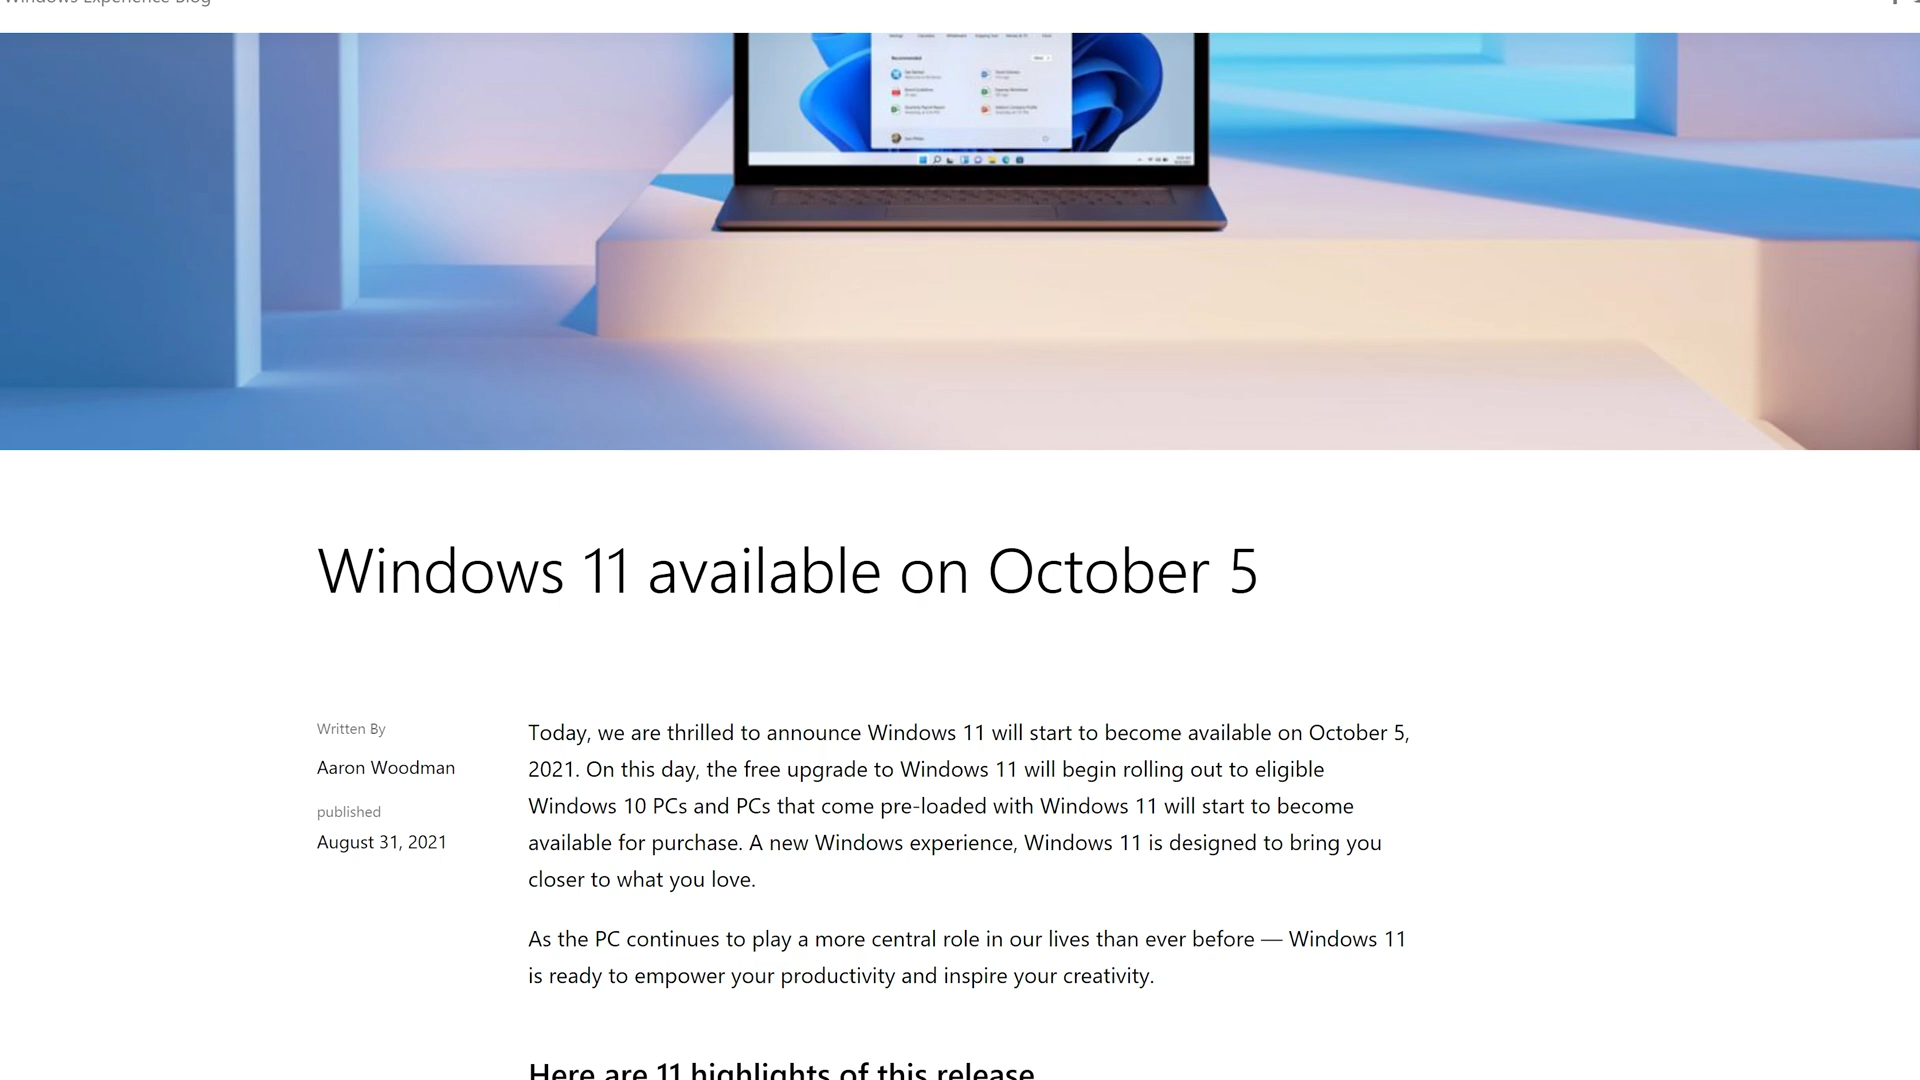 Windows Experience Blog
Recommended
Windows 11 available on October 5
Written By
Aaron Woodman
published
August 31, 2021
Today, we are thrilled to announce Windows 11 will start to become available on October 5,
2021. On this day, the free upgrade to Windows 11 will begin rolling out to eligible
Windows 10 PCs and PCs that come pre-loaded with Windows 11 will start to become
available for purchase. A new Windows experience, Windows 11 is designed to bring you
closer to what you love.
As the PC continues to play a more central role in our lives than ever before — Windows 11
is ready to empower your productivity and inspire your creativity.
Here are 11 highlights of this release